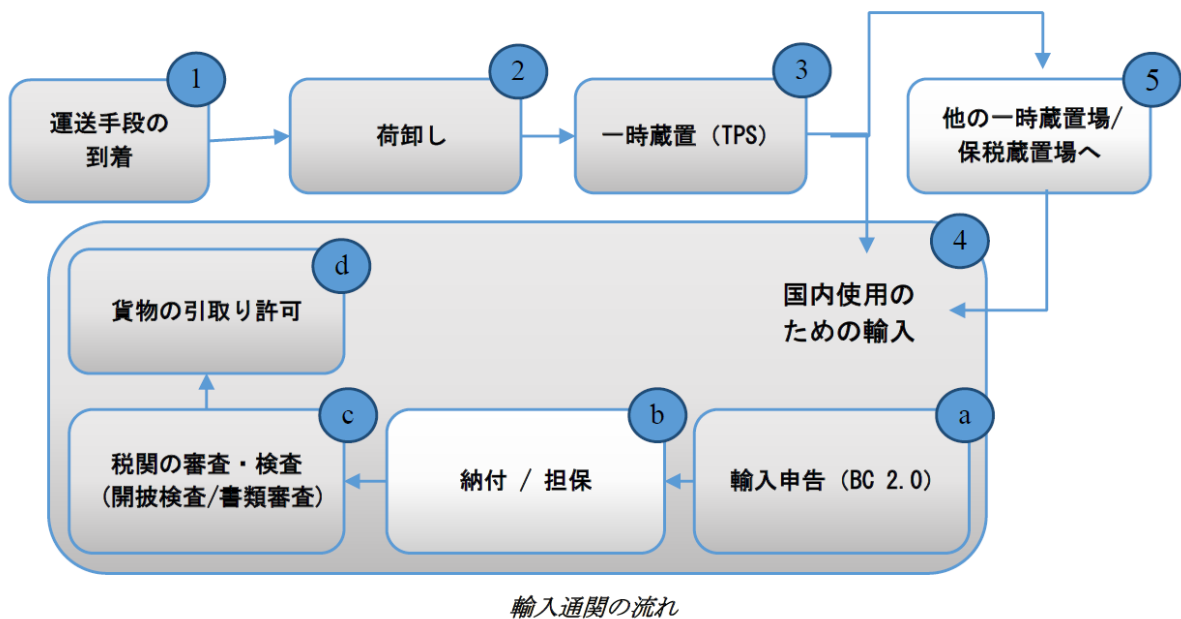 1
運送手段の
到着
2
荷卸し
3
一時蔵置（TPS）
5
他の一時蔵置場/
保税蔵置場へ
4
国内使用の
ための輸入
d
貨物の引取り許可
c
税関の審査・検査
(開披検査/書類審査)
b
納付 / 担保
a
輸入申告（BC 2.0）
輸入通関の流れ